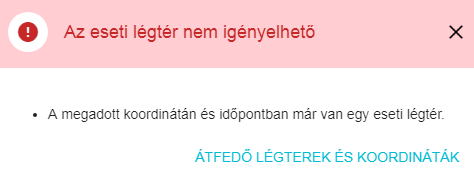 Az eseti légtér nem igényelhető
A megadott koordinátán és időpontban már van egy eseti légtér.
ÁTFEDŐ LÉGTEREK ÉS KOORDINÁTÁK